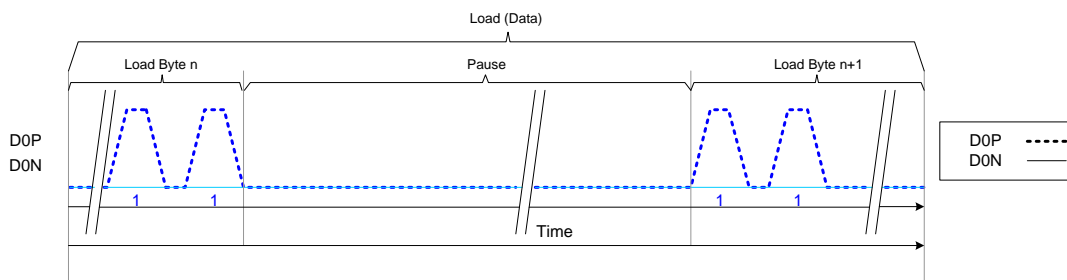 Load (Data)
Load Byte n
Pause
Load Byte n+1
D0P
D0N
1 1 1 1
Time
D0P
D0N